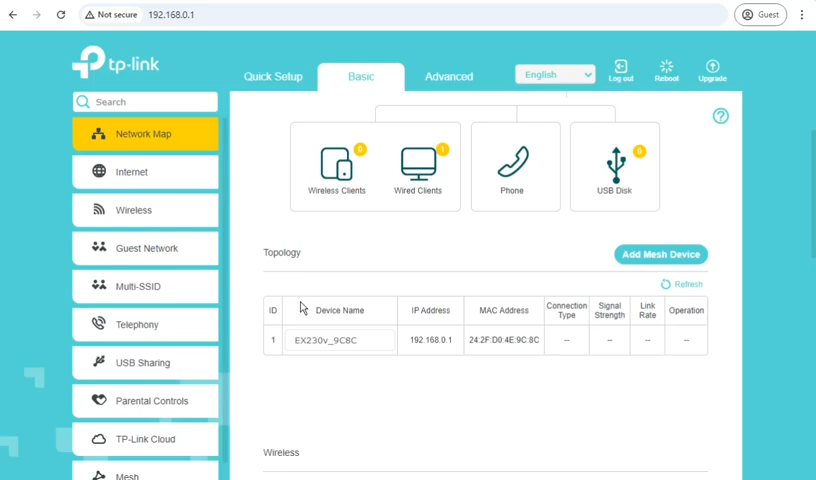 Not secure 192.168.0.1 Guest
tp-link
Quick Setup Basic Advanced English Log out Reboot Upgrade
Search
Network Map
Internet
Wireless
Guest Network
Multi-SSID
Telephony
USB Sharing
Parental Controls
TP-Link Cloud
Mesh
0 1 0
Wireless Clients Wired Clients Phone USB Disk
?
Topology Add Mesh Device
Refresh
ID Device Name IP Address MAC Address Connection Type Signal Strength Link Rate Operation
1 EX230v_9C8C 192.168.0.1 24:2F:D0:4E:9C:8C -- -- -- --
Wireless